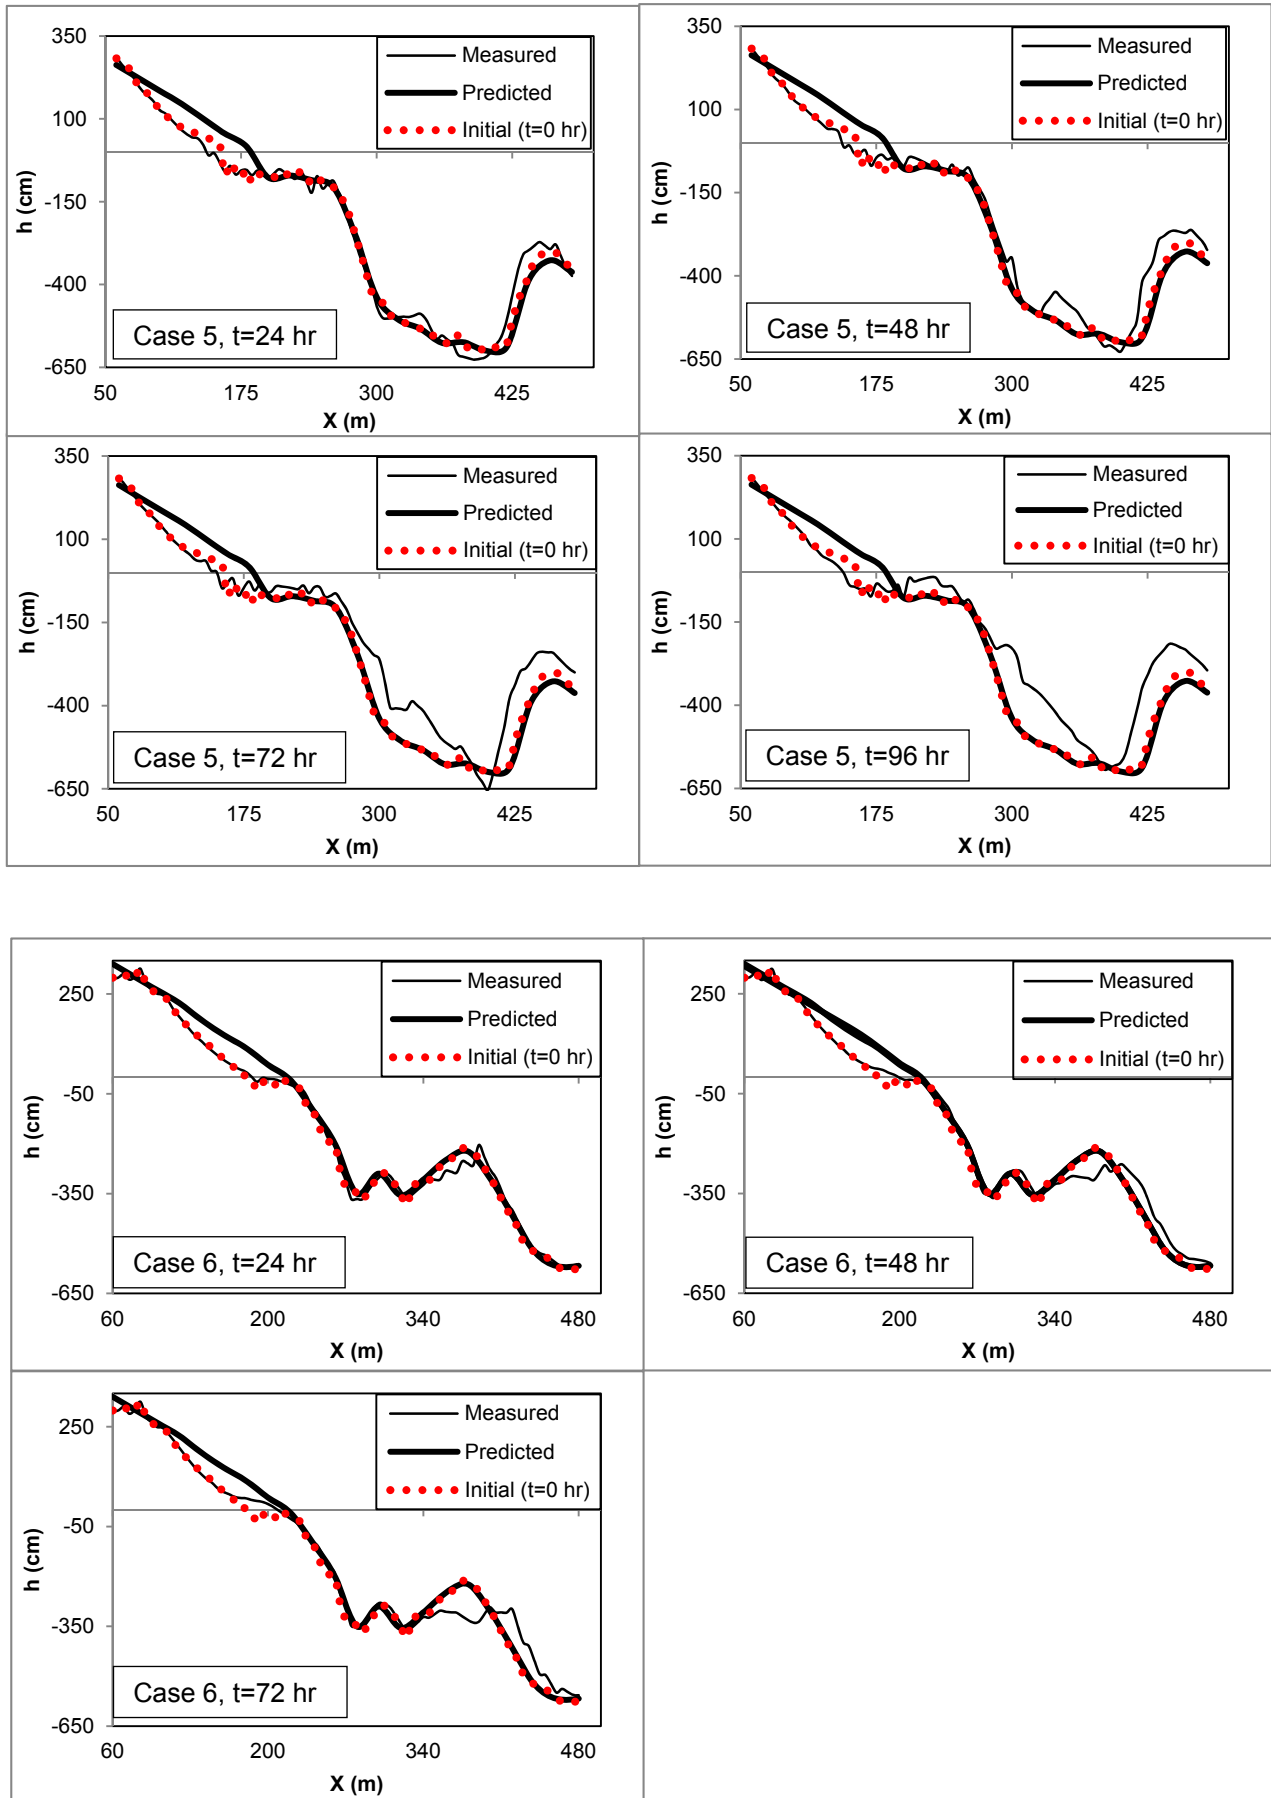 350
100
-150
-400
-650
h (cm)
Measured
Predicted
Initial (t=0 hr)
Case 5, t=24 hr
50
175
300
425
X (m)
350
100
-150
-400
-650
h (cm)
Measured
Predicted
Initial (t=0 hr)
Case 5, t=48 hr
50
175
300
425
X (m)
350
100
-150
-400
-650
h (cm)
Measured
Predicted
Initial (t=0 hr)
Case 5, t=72 hr
50
175
300
425
X (m)
350
100
-150
-400
-650
h (cm)
Measured
Predicted
Initial (t=0 hr)
Case 5, t=96 hr
50
175
300
425
X (m)
250
-50
-350
-650
h (cm)
Measured
Predicted
Initial (t=0 hr)
Case 6, t=24 hr
60
200
340
480
X (m)
250
-50
-350
-650
h (cm)
Measured
Predicted
Initial (t=0 hr)
Case 6, t=48 hr
60
200
340
480
X (m)
250
-50
-350
-650
h (cm)
Measured
Predicted
Initial (t=0 hr)
Case 6, t=72 hr
60
200
340
480
X (m)